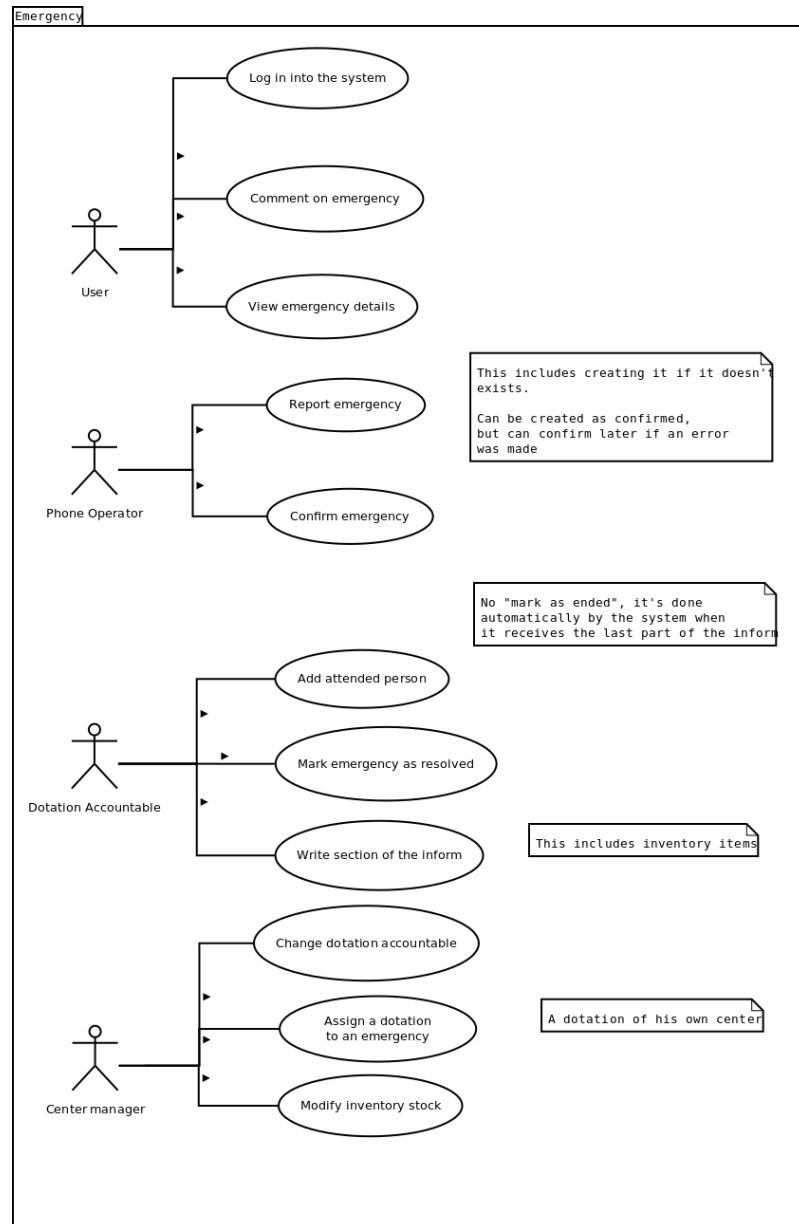 Emergency
Log in into the system
Comment on emergency
User
View emergency details
This includes creating it if it doesn't
exists.
Can be created as confirmed,
but can confirm later if an error
was made
Report emergency
Phone Operator
Confirm emergency
No "mark as ended", it's done
automatically by the system when
it receives the last part of the inform
Add attended person
Mark emergency as resolved
Dotation Accountable
Write section of the inform
This includes inventory items
Change dotation accountable
Assign a dotation
to an emergency
A dotation of his own center
Center manager
Modify inventory stock